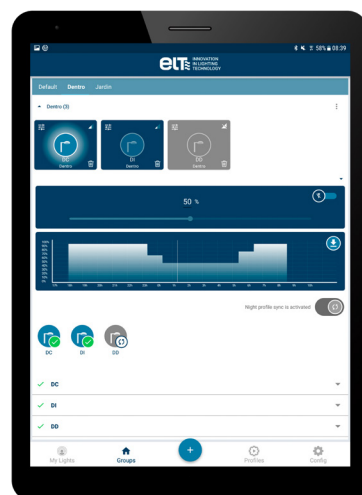 58% 08:39
eLT INNOVATION
IN LIGHTING
TECHNOLOGY
Default Dentro Jardin
Dentro (3)
DC
Dentro
DI
Dentro
DD
Dentro
50 %
Night profile sync is activated
DC DI DD
DC
DI
DD
My Lights Groups + Profiles Config